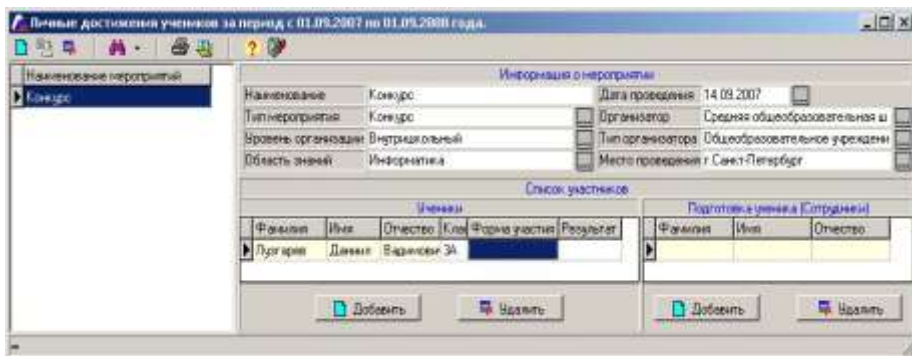 Личные достижения учеников за период с 01.09.2007 по 01.09.2008 года.
Наименование мероприятий
Конкурс
Информация о мероприятии
Наименование Конкурс Дата проведения 14.09.2007
Тип мероприятия Конкурс Организатор Средняя общеобразовательная ш
Уровень организации Внутришкольный Тип организатора Общеобразовательное учреждени
Область знаний Информатика Место проведения г Санкт-Петербург
Список участников
Ученики Подготовка ученика (Сотрудники)
Фамилия Имя Отчество Клас Форма участия Результат Фамилия Имя Отчество
Даниил Вадимович 3А
Добавить Удалить Добавить Удалить